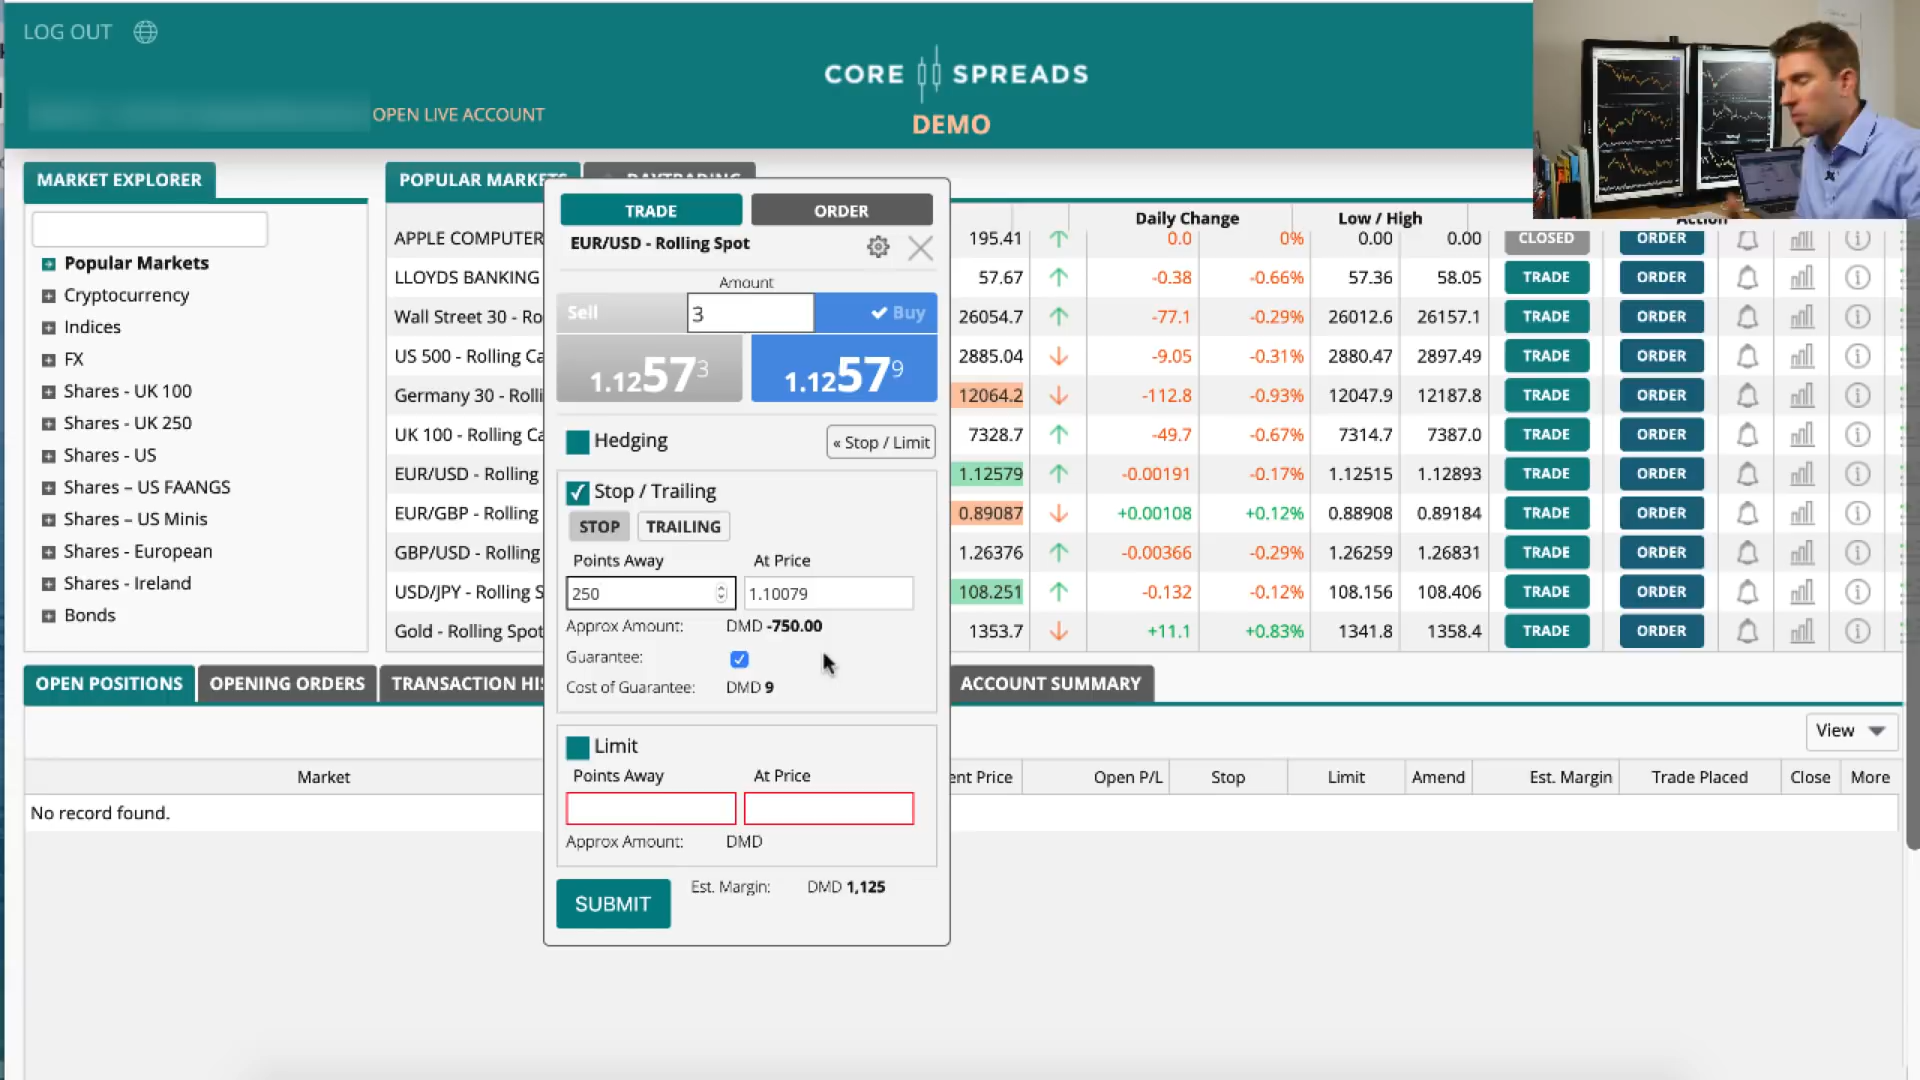 LOG OUT
CORE SPREADS
DEMO
OPEN LIVE ACCOUNT
MARKET EXPLORER
Popular Markets
Cryptocurrency
Indices
FX
Shares - UK 100
Shares - UK 250
Shares - US
Shares – US FAANGS
Shares – US Minis
Shares - European
Shares - Ireland
Bonds
POPULAR MARKETS
Daily Change Low / High Action
APPLE COMPUTER 195.41 0.0 0% 0.00 0.00 CLOSED ORDER
LLOYDS BANKING 57.67 -0.38 -0.66% 57.36 58.05 TRADE ORDER
Wall Street 30 - Ro 26054.7 -77.1 -0.29% 26012.6 26157.1 TRADE ORDER
US 500 - Rolling Ca 2885.04 -9.05 -0.31% 2880.47 2897.49 TRADE ORDER
Germany 30 - Rolli 12064.2 -112.8 -0.93% 12047.9 12187.8 TRADE ORDER
UK 100 - Rolling Ca 7328.7 -49.7 -0.67% 7314.7 7387.0 TRADE ORDER
EUR/USD - Rolling 1.12579 -0.00191 -0.17% 1.12515 1.12893 TRADE ORDER
EUR/GBP - Rolling 0.89087 +0.00108 +0.12% 0.88908 0.89184 TRADE ORDER
GBP/USD - Rolling 1.26376 -0.00366 -0.29% 1.26259 1.26831 TRADE ORDER
USD/JPY - Rolling S 108.251 -0.132 -0.12% 108.156 108.406 TRADE ORDER
Gold - Rolling Spot 1353.7 +11.1 +0.83% 1341.8 1358.4 TRADE ORDER
TRADE ORDER
EUR/USD - Rolling Spot
Amount
Sell 3 Buy
1.12573 1.12579
Hedging « Stop / Limit
Stop / Trailing
STOP TRAILING
Points Away At Price
250 1.10079
Approx Amount: DMD -750.00
Guarantee:
Cost of Guarantee: DMD 9
Limit
Points Away At Price
Approx Amount: DMD
SUBMIT Est. Margin: DMD 1,125
OPEN POSITIONS OPENING ORDERS TRANSACTION HIS ACCOUNT SUMMARY
View
Market ent Price Open P/L Stop Limit Amend Est. Margin Trade Placed Close More
No record found.